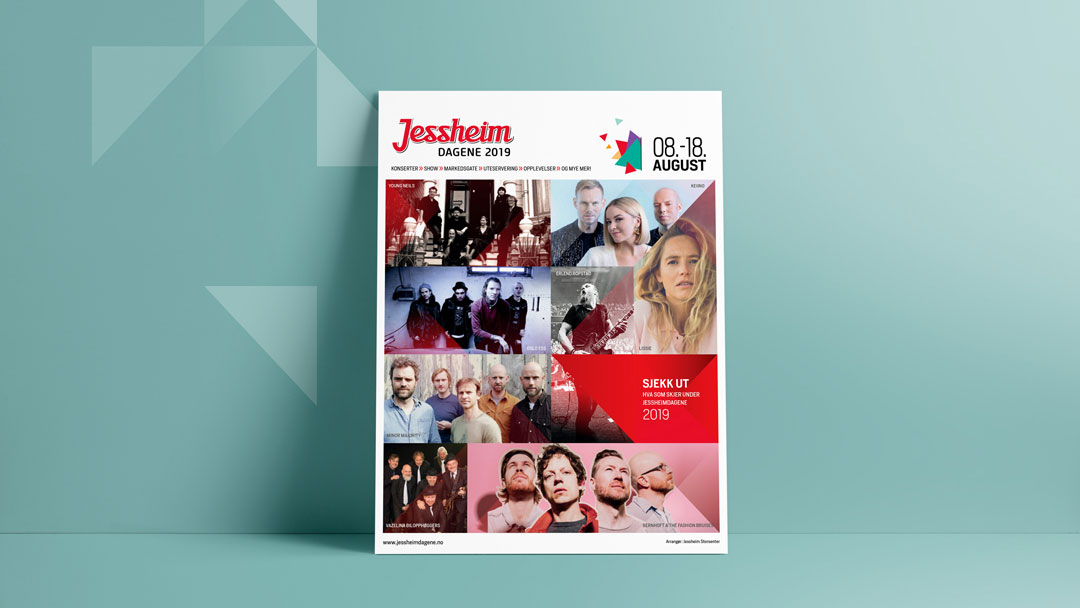 Jessheim
DAGENE 2019
08.-18.
AUGUST
KONSERTER » SHOW » MARKEDSGATE » UTESERVERING » OPPLEVELSER » OG MYE MER!
YOUNG NEILS
KEIINO
ERLEND ROPSTAD
LISSIE
MINOR MAJORITY
SJEKK UT
HVA SOM SKJER UNDER
JESSHEIMDAGENE
2019
VAZELINA BILOPPHØGGERS
BERNHOFT & THE FASHION BRUISES
www.jessheimdagene.no
Arrangør: Jessheim Storsenter